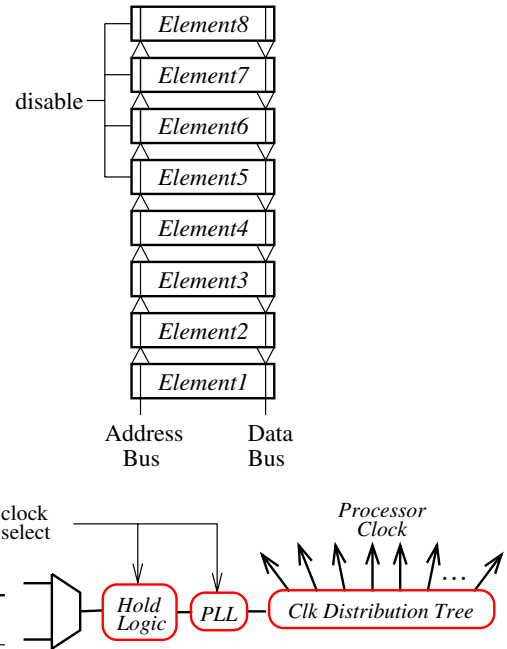 Element8
Element7
disable
Element6
Element5
Element4
Element3
Element2
Element1
Address
Bus
Data
Bus
clock
select
Processor
Clock
Hold
Logic
PLL
Clk Distribution Tree
...